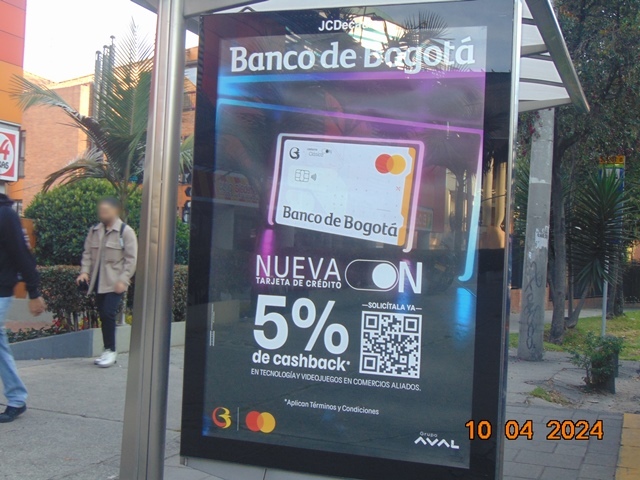 JCDecaux
Banco de Bogotá
Banco de Bogotá
NUEVA ON
TARJETA DE CRÉDITO
5%
de cashback*
—SOLICÍTALA YA—
EN TECNOLOGÍA Y VIDEOJUEGOS EN COMERCIOS ALIADOS.
*Aplican Términos y Condiciones
Grupo
AVAL
10 04 2024